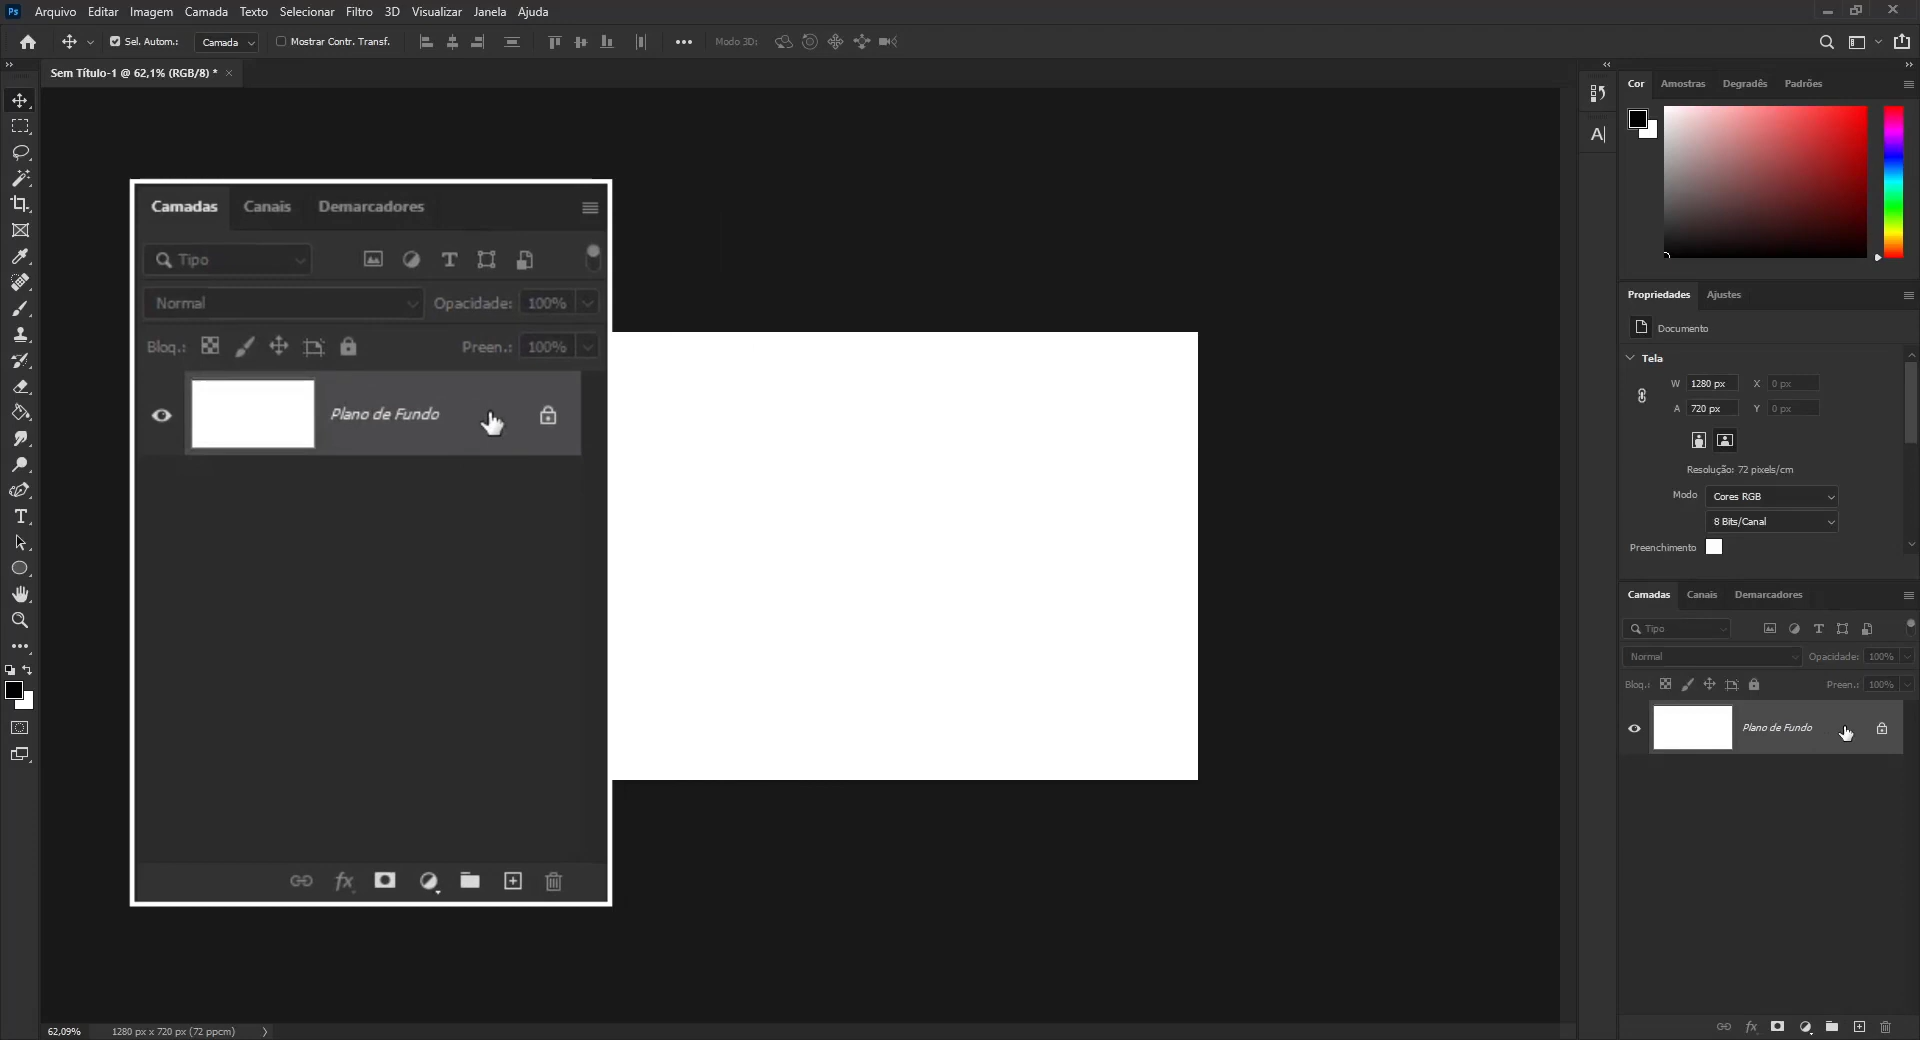 Ps Arquivo Editar Imagem Camada Texto Selecionar Filtro 3D Visualizar Janela Ajuda
Sel. Autom.: Camada Mostrar Contr. Transf. Modo 3D:
Sem Título-1 @ 62,1% (RGB/8) *
Camadas Canais Demarcadores
Tipo
Normal Opacidade: 100%
Bloq.: Preen.: 100%
Plano de Fundo
fx
Cor Amostras Degradês Padrões
Propriedades Ajustes
Documento
Tela
W 1280 px X 0 px
A 720 px Y 0 px
Resolução: 72 pixels/cm
Modo Cores RGB
8 Bits/Canal
Preenchimento
Camadas Canais Demarcadores
Tipo
Normal Opacidade: 100%
Bloq.: Preen.: 100%
Plano de Fundo
fx
62,09% 1280 px x 720 px (72 ppcm)